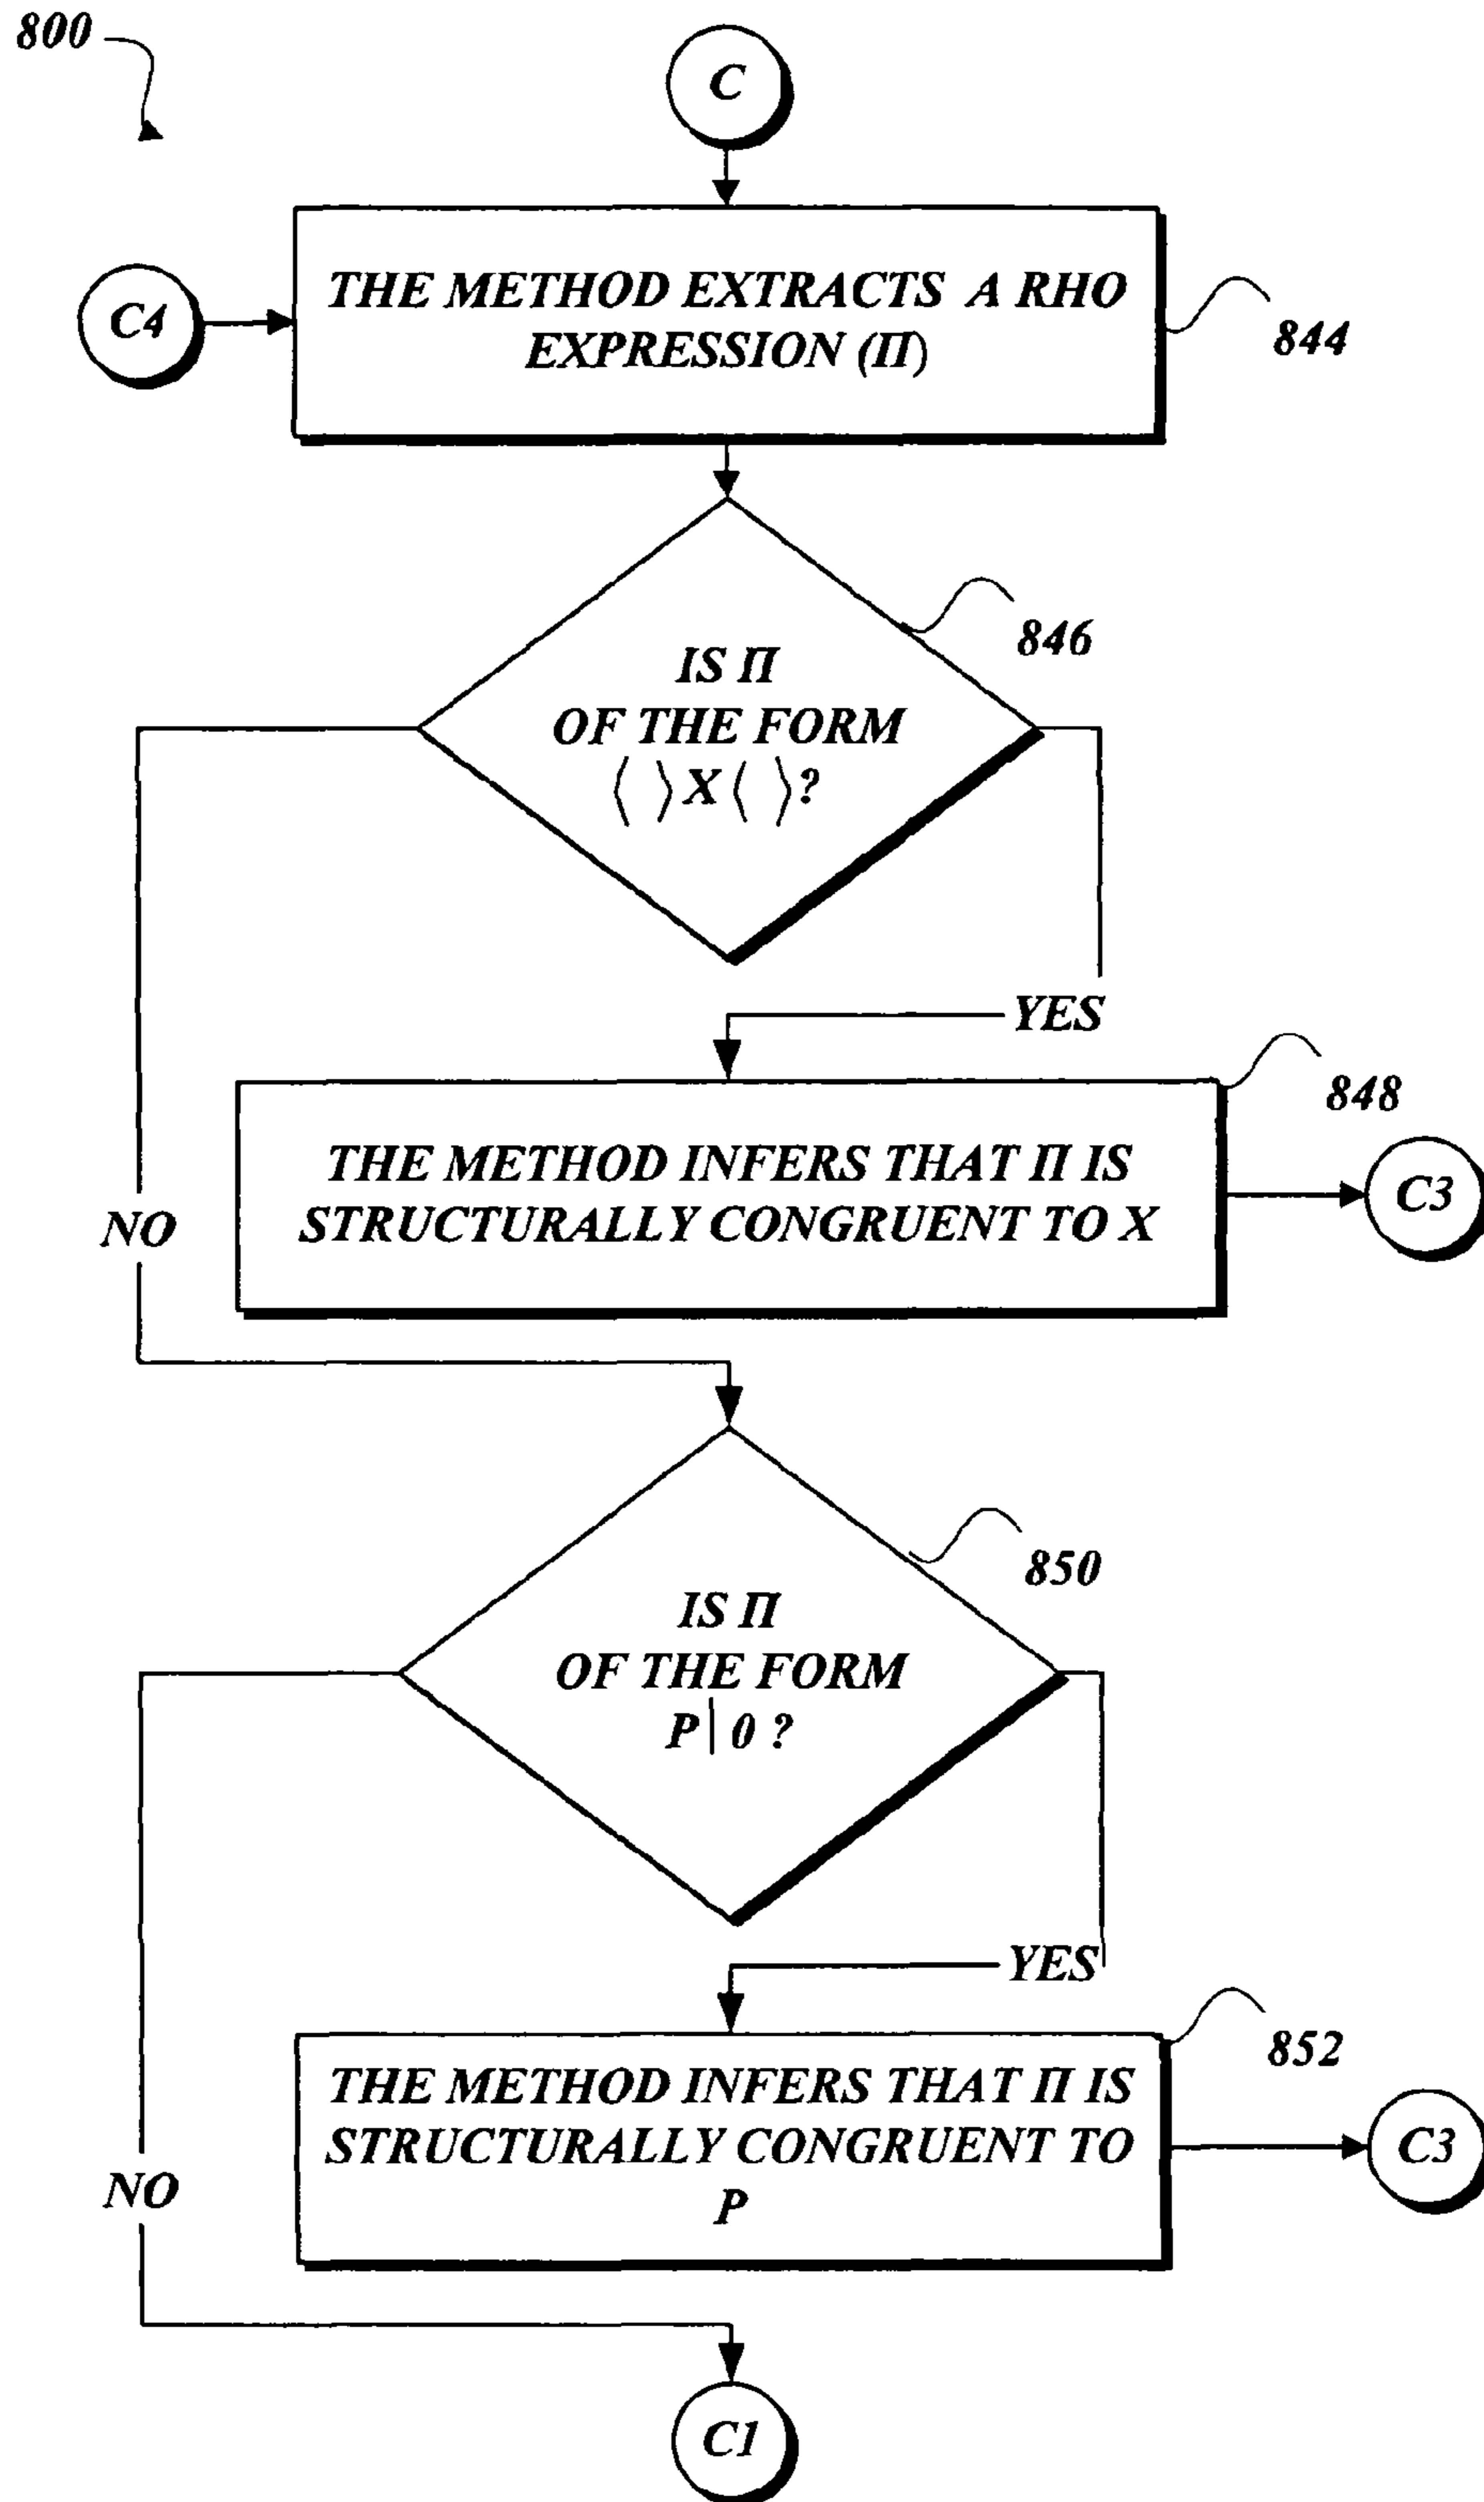 800
C
C4
THE METHOD EXTRACTS A RHO
EXPRESSION (Π)
844
IS Π
OF THE FORM
⟨ ⟩ X ⟨ ⟩?
846
YES
THE METHOD INFERS THAT Π IS
STRUCTURALLY CONGRUENT TO X
848
C3
NO
IS Π
OF THE FORM
P | 0 ?
850
YES
THE METHOD INFERS THAT Π IS
STRUCTURALLY CONGRUENT TO
P
852
C3
NO
C1